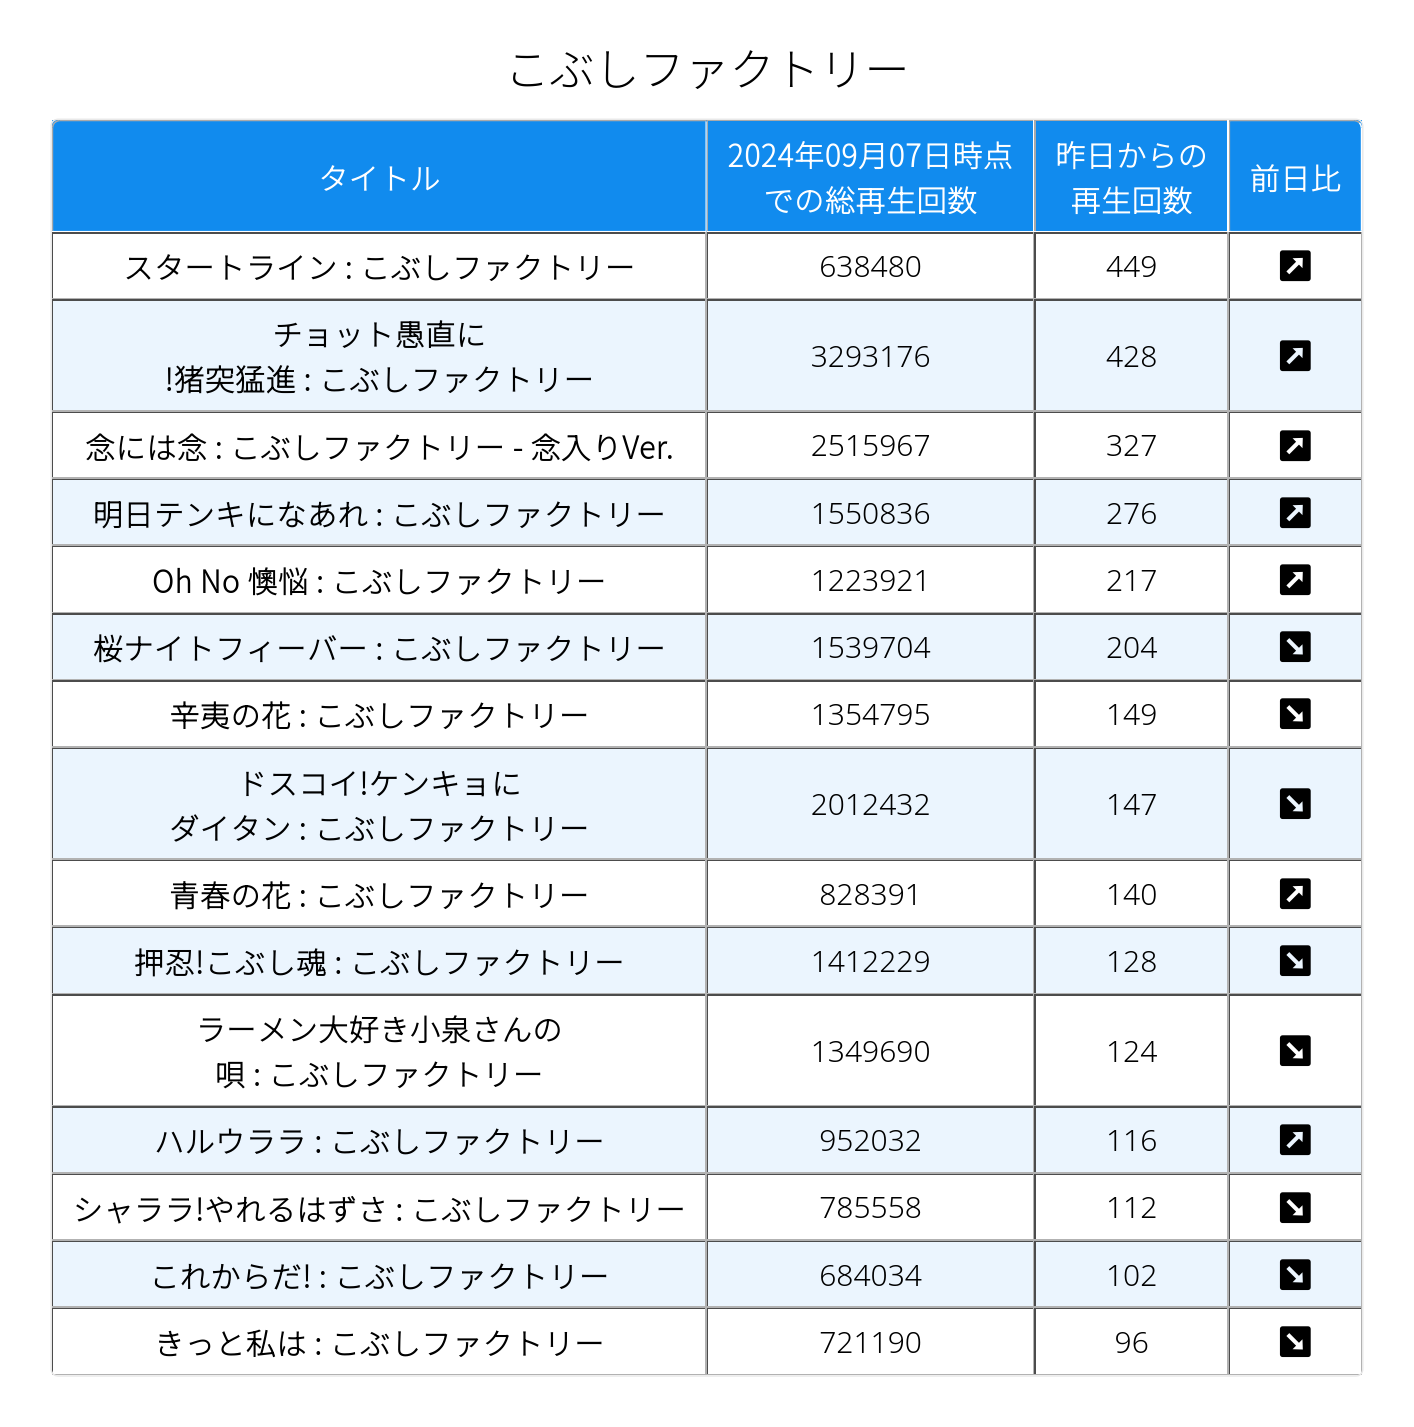 こぶしファクトリー
タイトル
2024年09月07日時点
での総再生回数
昨日からの
再生回数
前日比
スタートライン : こぶしファクトリー
638480
449
チョット愚直に
!猪突猛進 : こぶしファクトリー
3293176
428
念には念 : こぶしファクトリー - 念入りVer.
2515967
327
明日テンキになあれ : こぶしファクトリー
1550836
276
Oh No 懊悩 : こぶしファクトリー
1223921
217
桜ナイトフィーバー : こぶしファクトリー
1539704
204
辛夷の花 : こぶしファクトリー
1354795
149
ドスコイ!ケンキョに
ダイタン : こぶしファクトリー
2012432
147
青春の花 : こぶしファクトリー
828391
140
押忍!こぶし魂 : こぶしファクトリー
1412229
128
ラーメン大好き小泉さんの
唄 : こぶしファクトリー
1349690
124
ハルウララ : こぶしファクトリー
952032
116
シャララ!やれるはずさ : こぶしファクトリー
785558
112
これからだ! : こぶしファクトリー
684034
102
きっと私は : こぶしファクトリー
721190
96